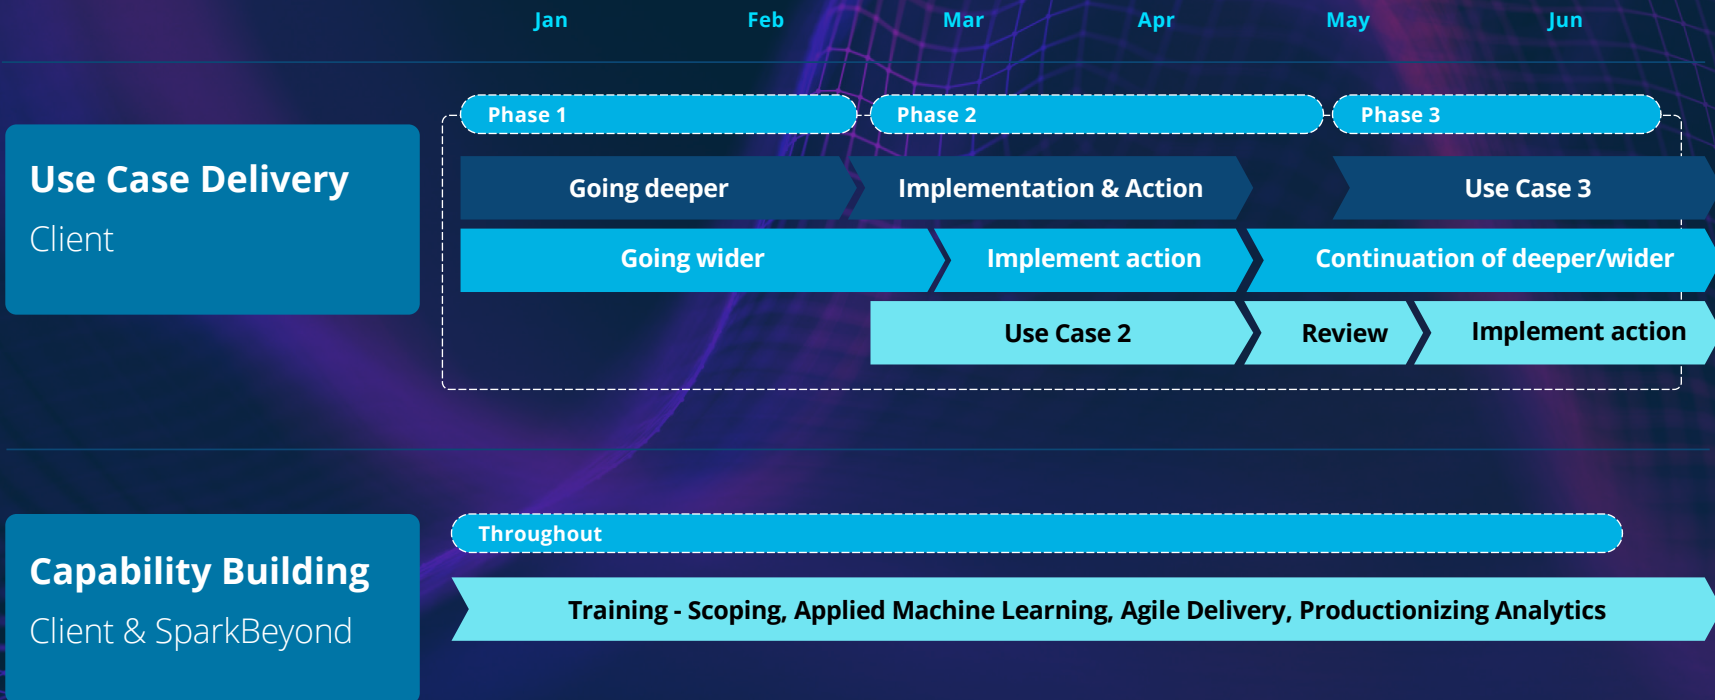 Jan Feb Mar Apr May Jun
Phase 1 Phase 2 Phase 3
Use Case Delivery
Client
Going deeper Implementation & Action Use Case 3
Going wider Implement action Continuation of deeper/wider
Use Case 2 Review Implement action
Throughout
Capability Building
Client & SparkBeyond
Training - Scoping, Applied Machine Learning, Agile Delivery, Productionizing Analytics